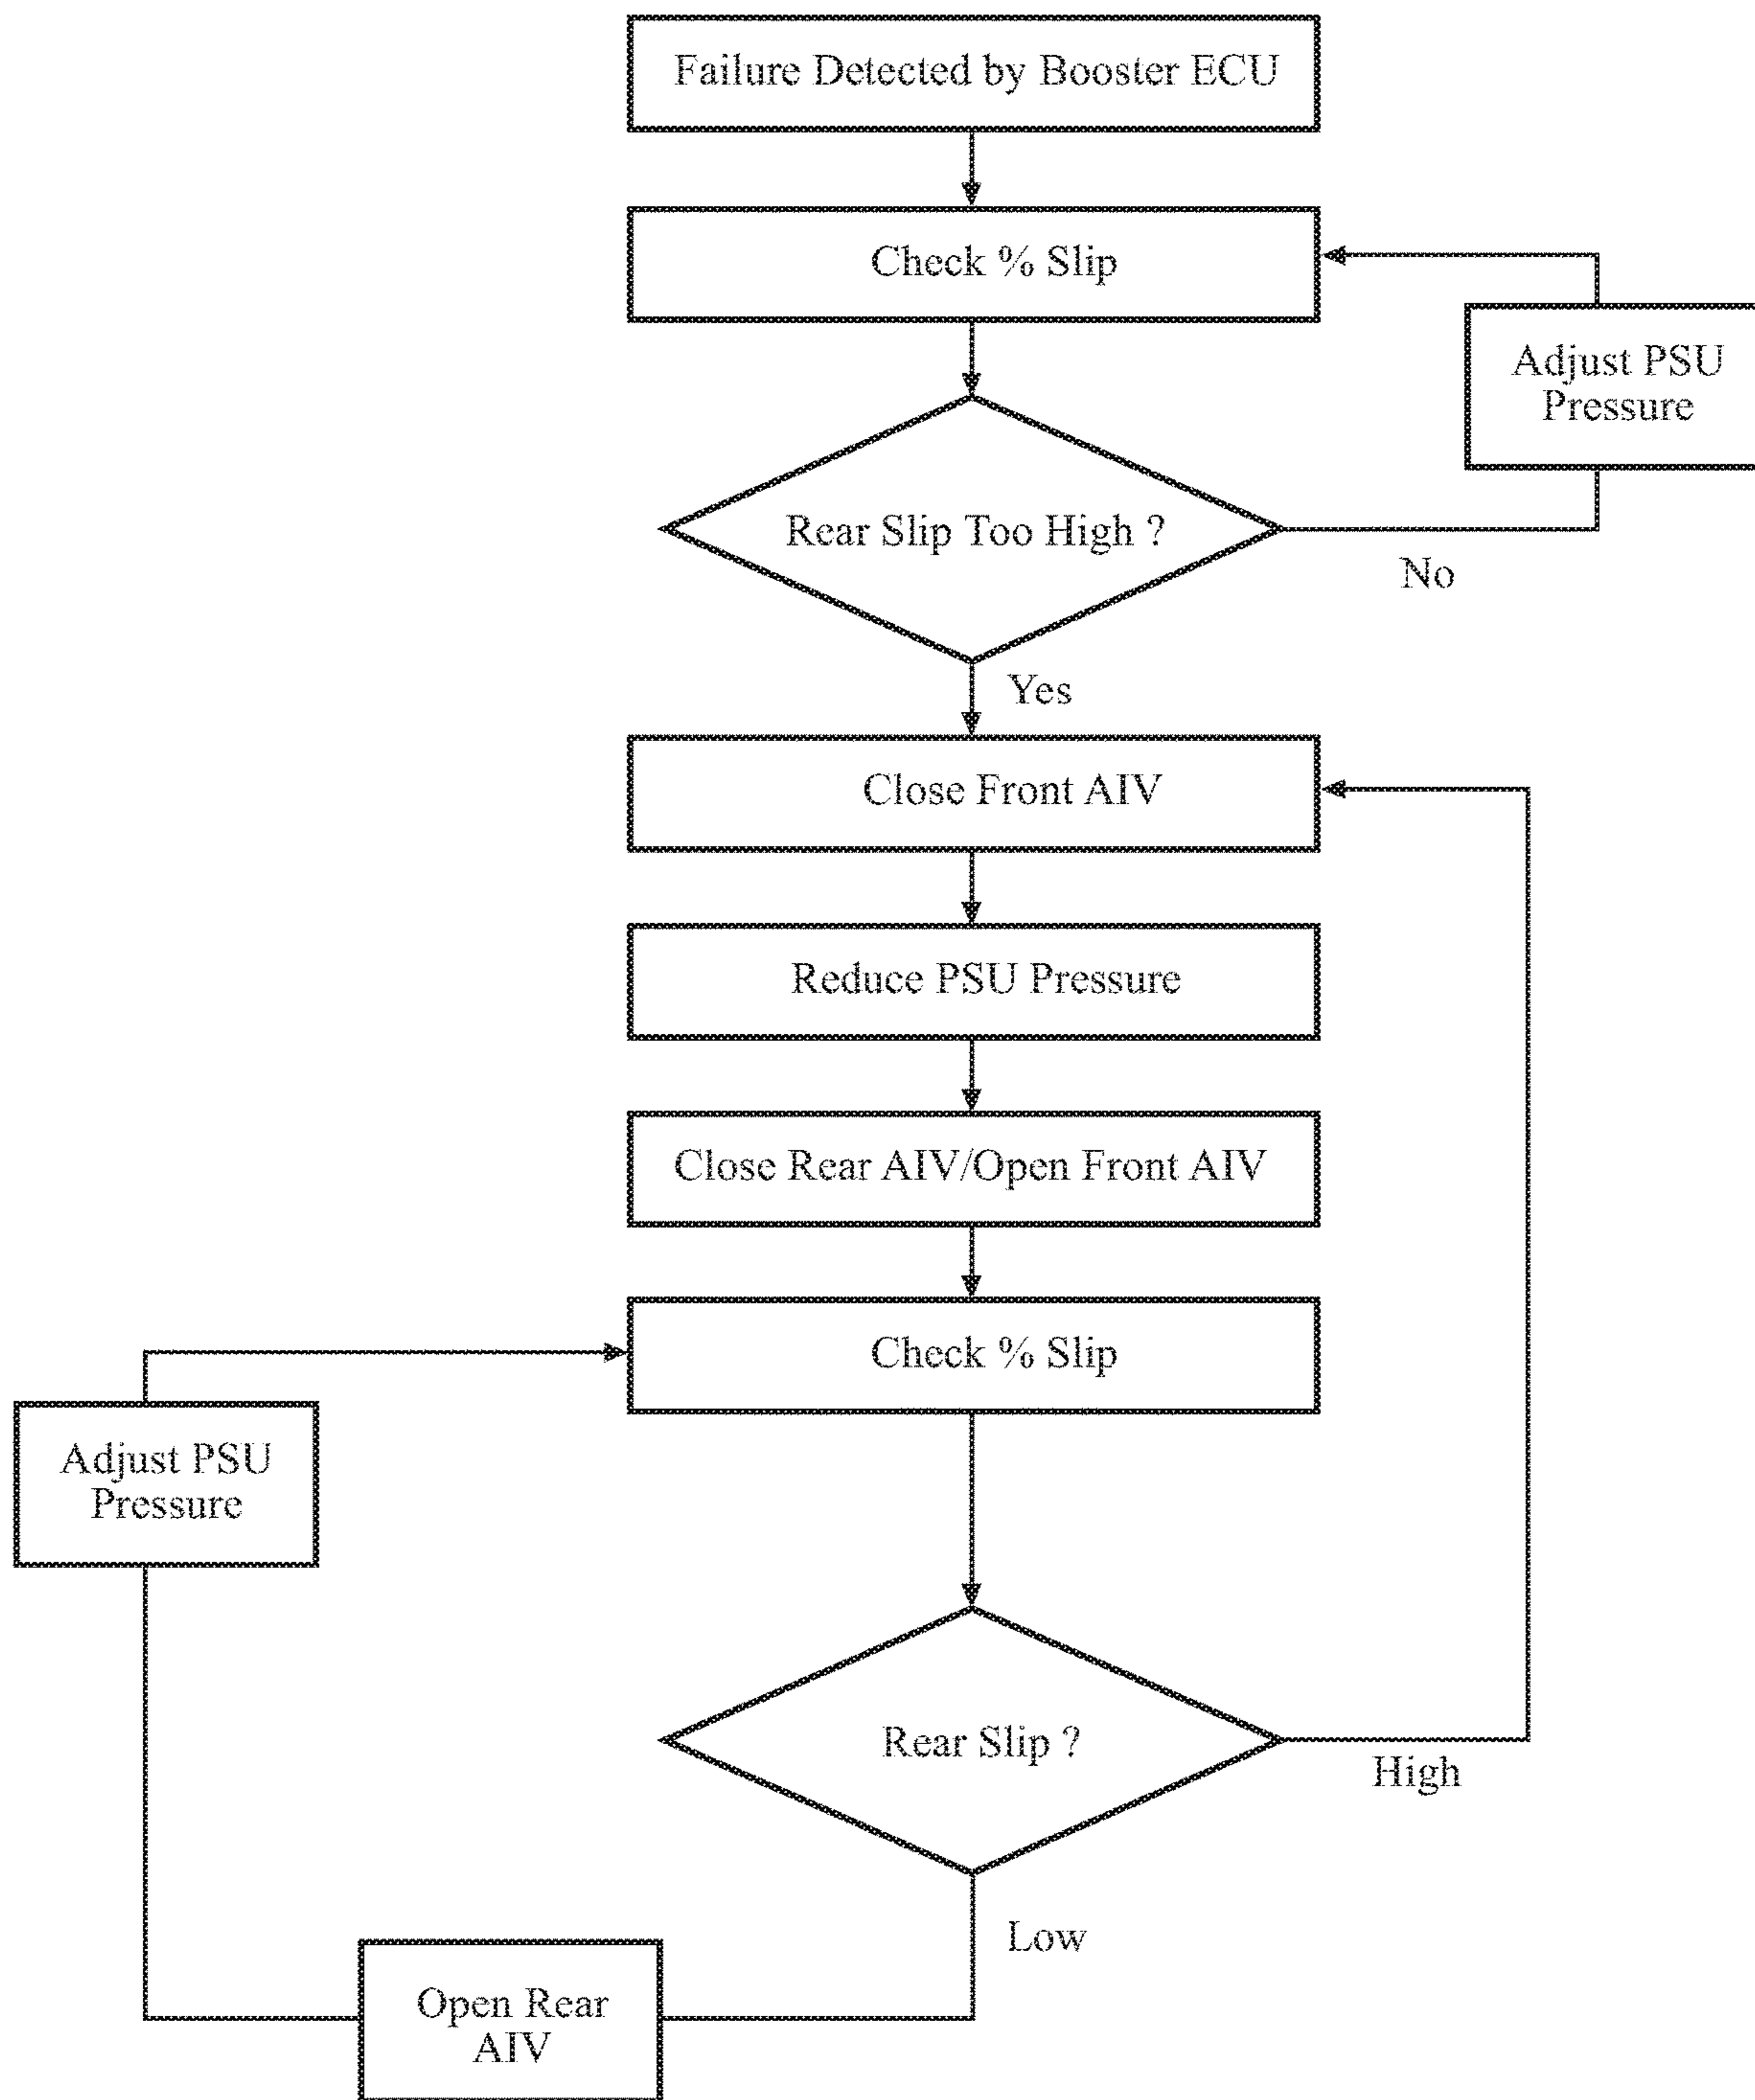 Failure Detected by Booster ECU
Check % Slip
Adjust PSU
Pressure
Rear Slip Too High ?
No
Yes
Close Front AIV
Reduce PSU Pressure
Close Rear AIV/Open Front AIV
Check % Slip
Adjust PSU
Pressure
Rear Slip ?
High
Low
Open Rear
AIV